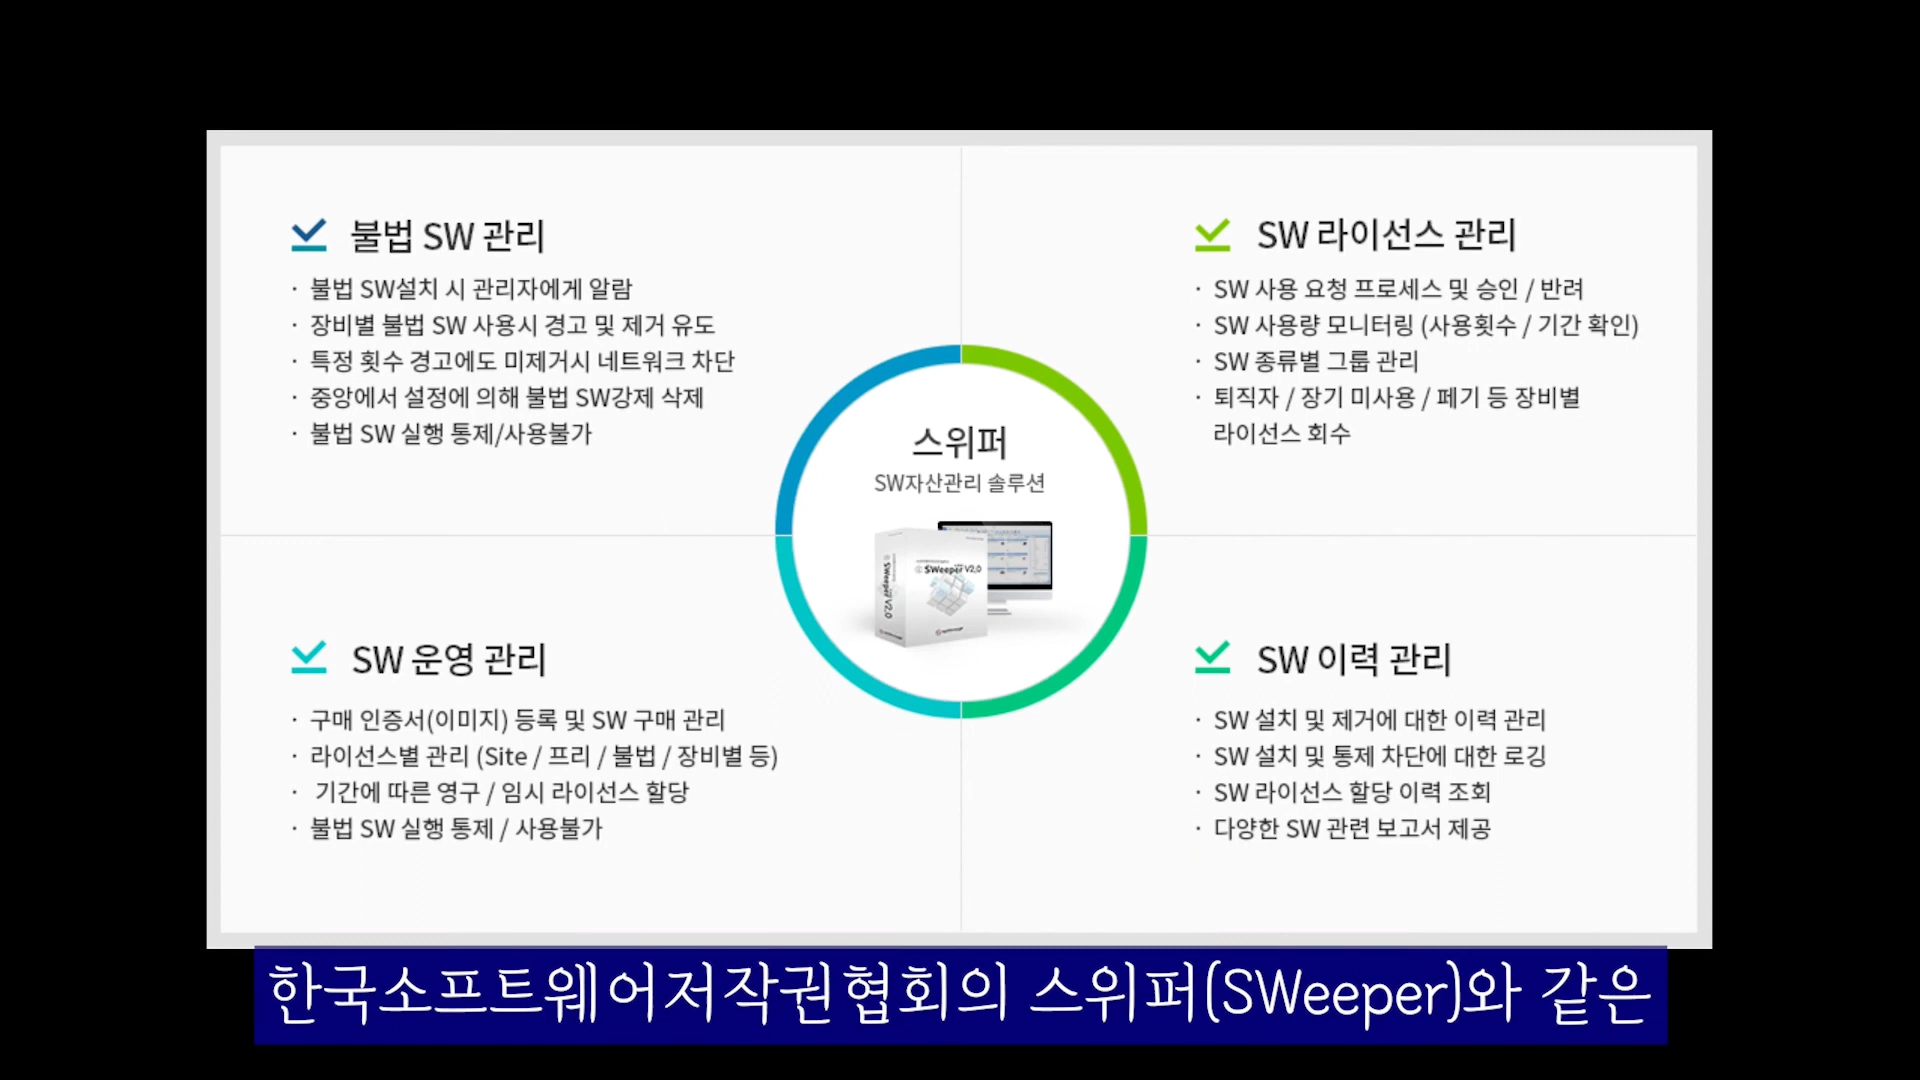 불법 SW 관리
· 불법 SW설치 시 관리자에게 알람
· 장비별 불법 SW 사용시 경고 및 제거 유도
· 특정 횟수 경고에도 미제거시 네트워크 차단
· 중앙에서 설정에 의해 불법 SW강제 삭제
· 불법 SW 실행 통제/사용불가
SW 라이선스 관리
· SW 사용 요청 프로세스 및 승인 / 반려
· SW 사용량 모니터링 (사용횟수 / 기간 확인)
· SW 종류별 그룹 관리
· 퇴직자 / 장기 미사용 / 폐기 등 장비별
라이선스 회수
스위퍼
SW자산관리 솔루션
SWeeper V2.0
SWeeper V2.0
SW 운영 관리
· 구매 인증서(이미지) 등록 및 SW 구매 관리
· 라이선스별 관리 (Site / 프리 / 불법 / 장비별 등)
· 기간에 따른 영구 / 임시 라이선스 할당
· 불법 SW 실행 통제 / 사용불가
SW 이력 관리
· SW 설치 및 제거에 대한 이력 관리
· SW 설치 및 통제 차단에 대한 로깅
· SW 라이선스 할당 이력 조회
· 다양한 SW 관련 보고서 제공
한국소프트웨어저작권협회의 스위퍼(SWeeper)와 같은